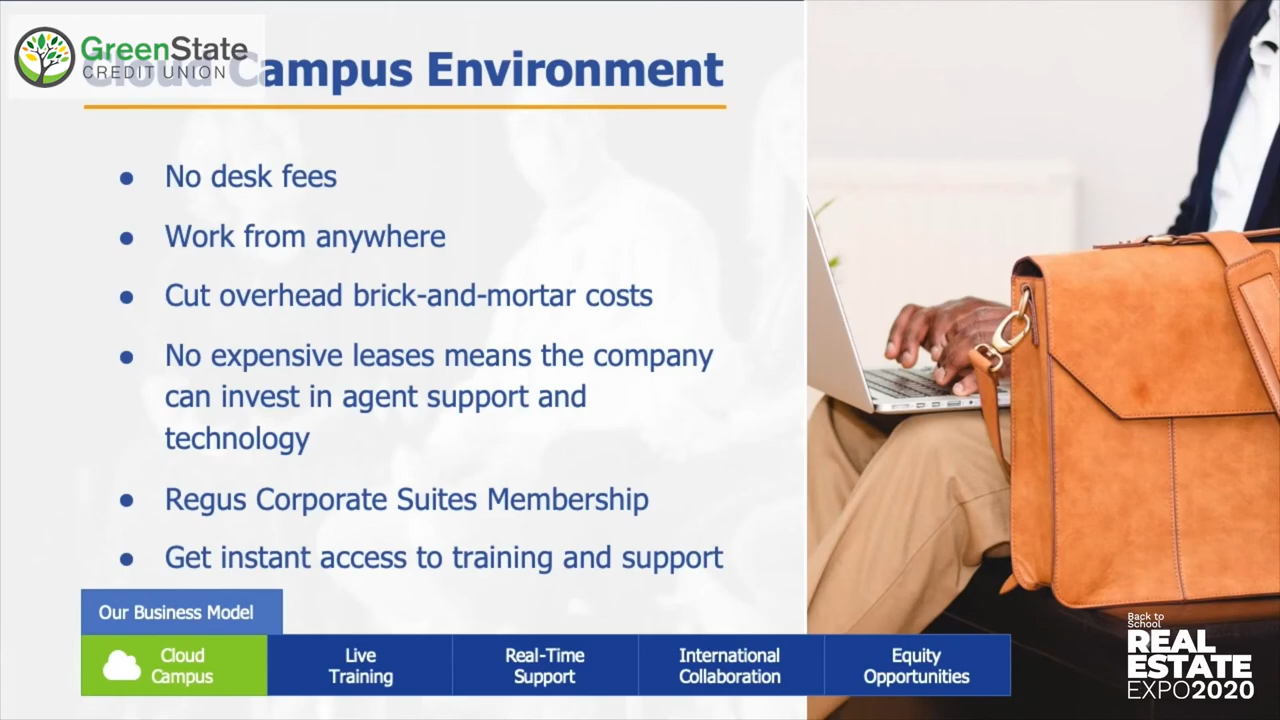 GreenState
CREDIT UNION
Cloud Campus Environment
No desk fees
Work from anywhere
Cut overhead brick-and-mortar costs
No expensive leases means the company
can invest in agent support and
technology
Regus Corporate Suites Membership
Get instant access to training and support
Our Business Model
Cloud
Campus
Live
Training
Real-Time
Support
International
Collaboration
Equity
Opportunities
Back to
School
REAL
ESTATE
EXPO2020